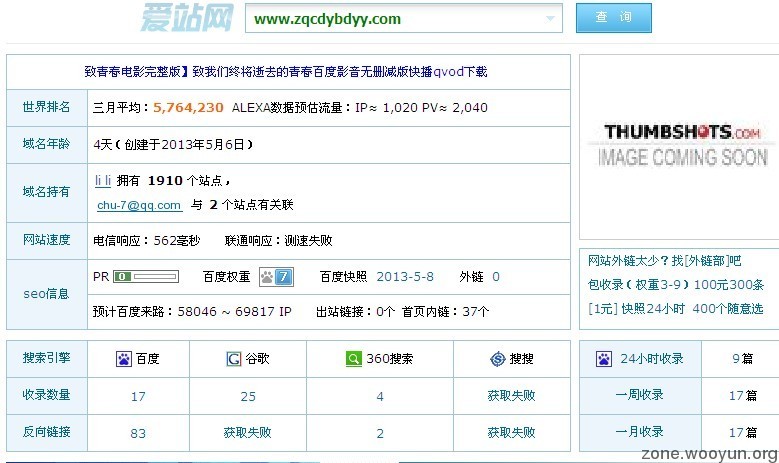 爱站网 www.zqcdybdyy.com 查 询
致青春电影完整版】致我们终将逝去的青春百度影音无册减版快播qvod下载
世界排名 三月平均：5,764,230 ALEXA数据预估流量：IP≈ 1,020 PV≈ 2,040
域名年龄 4天（创建于2013年5月6日）
域名持有 li li 拥有 1910 个站点，
chu-7@qq.com 与 2 个站点有关联
网站速度 电信响应：562毫秒 联通响应：测速失败
seo信息 PR 0 百度权重 7 百度快照 2013-5-8 外链 0
预计百度来路：58046 ~ 69817 IP 出站链接：0个 首页内链：37个
THUMBSHOTS.COM
IMAGE COMING SOON
网站外链太少？找[外链部]吧
包收录（权重3-9）100元300条
[1元] 快照24小时 400个随意选
搜索引擎 百度 谷歌 360搜索 搜搜
收录数量 17 25 4 获取失败
反向链接 83 获取失败 2 获取失败
24小时收录 9篇
一周收录 17篇
一月收录 17篇
zone.wooyun.org